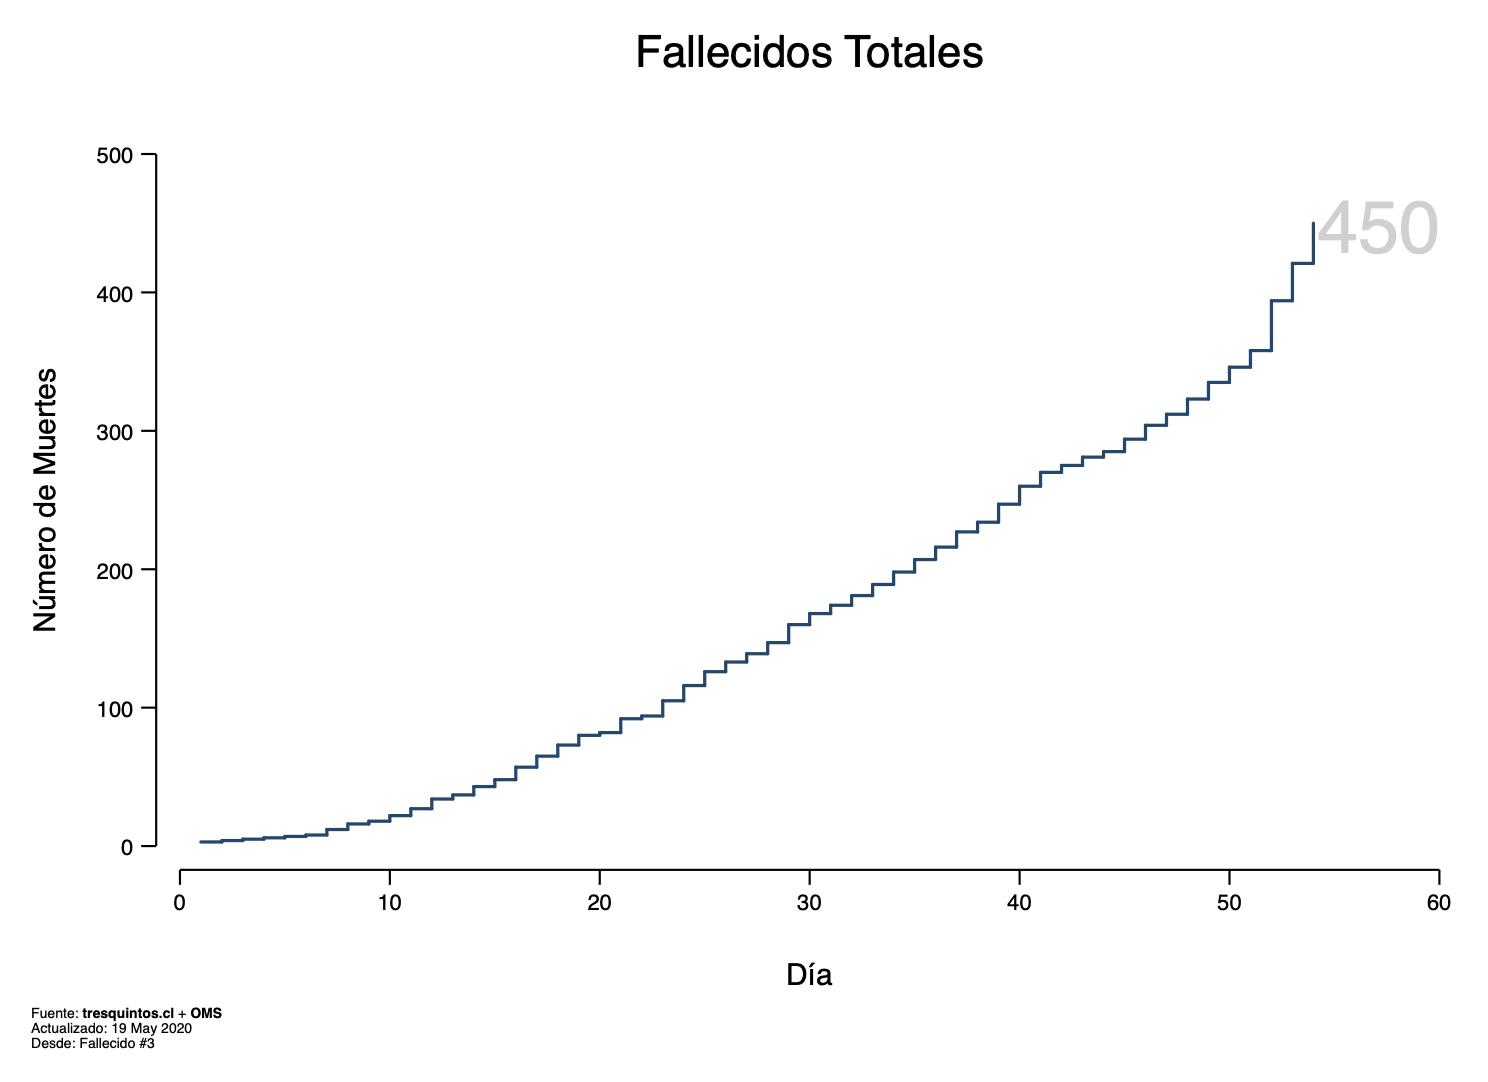 Fallecidos Totales
500
450
400
300
200
100
0
Número de Muertes
0 10 20 30 40 50 60
Día
Fuente: tresquintos.cl + OMS
Actualizado: 19 May 2020
Desde: Fallecido #3